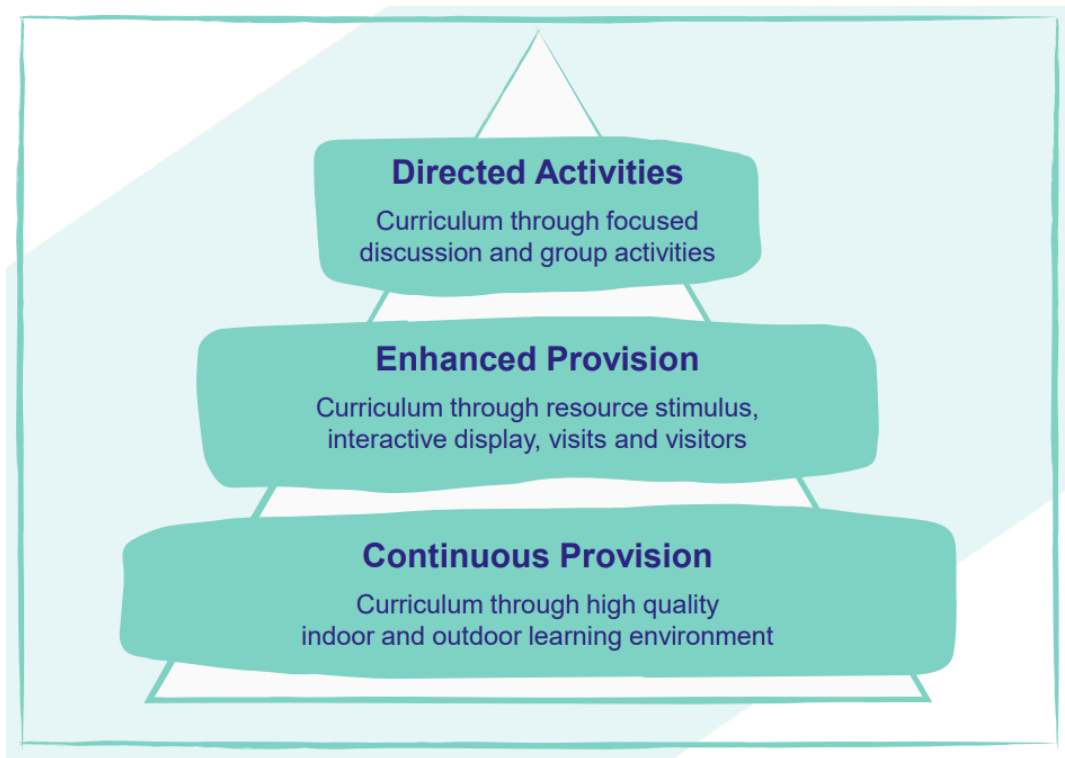 Directed Activities
Curriculum through focused
discussion and group activities
Enhanced Provision
Curriculum through resource stimulus,
interactive display, visits and visitors
Continuous Provision
Curriculum through high quality
indoor and outdoor learning environment